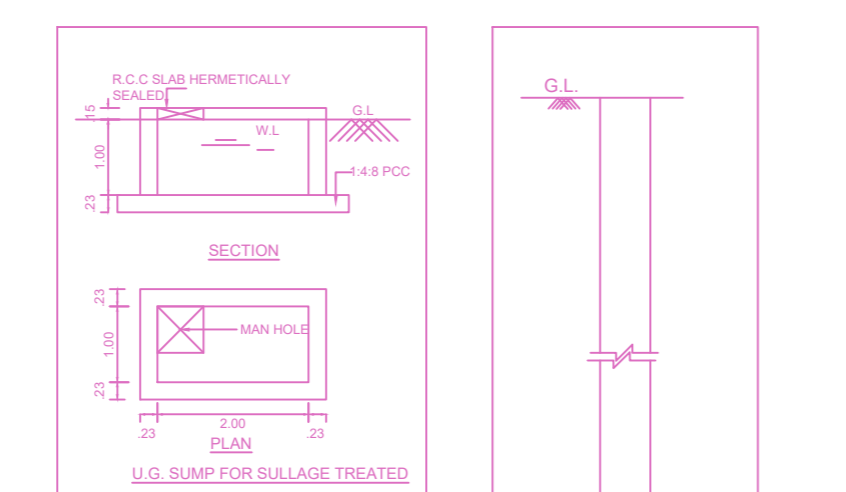 R.C.C SLAB HERMETICALLY
SEALED
G.L
.15
W.L
1.00
1:4:8 PCC
.23
SECTION
.23
MAN HOLE
1.00
.23
2.00
.23
.23
PLAN
U.G. SUMP FOR SULLAGE TREATED
G.L.